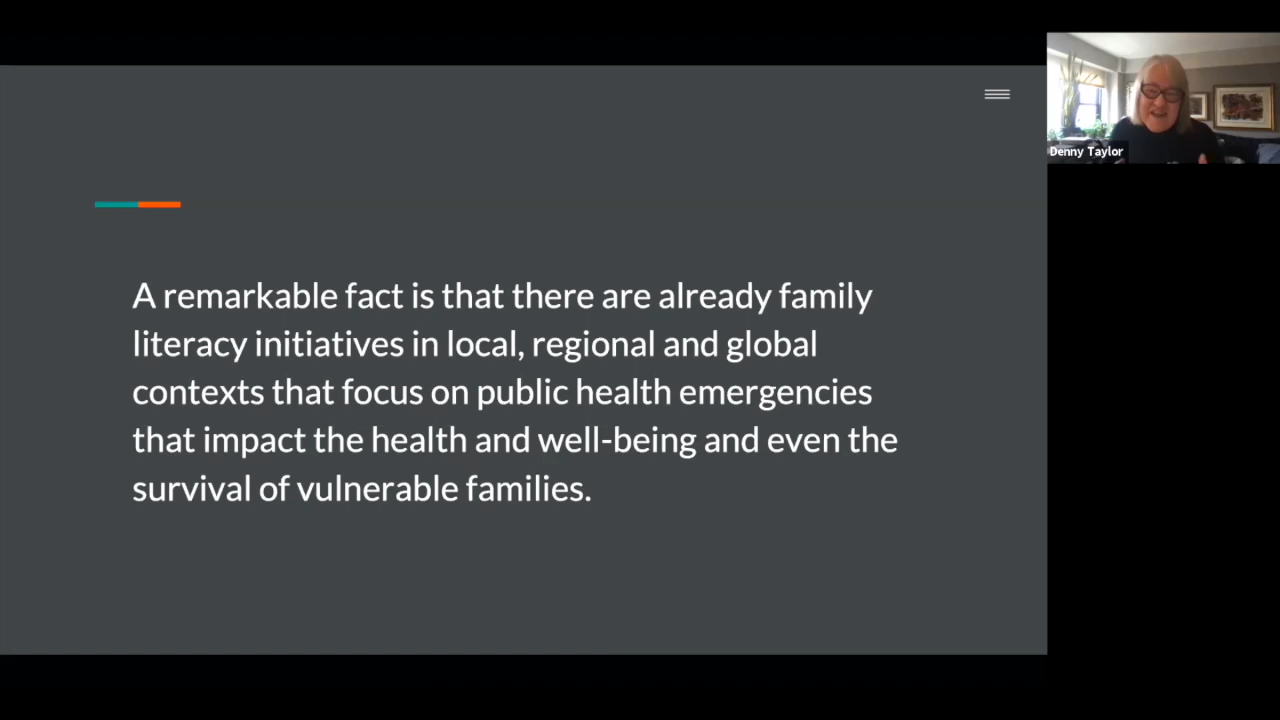 A remarkable fact is that there are already family
literacy initiatives in local, regional and global
contexts that focus on public health emergencies
that impact the health and well-being and even the
survival of vulnerable families.
Denny Taylor